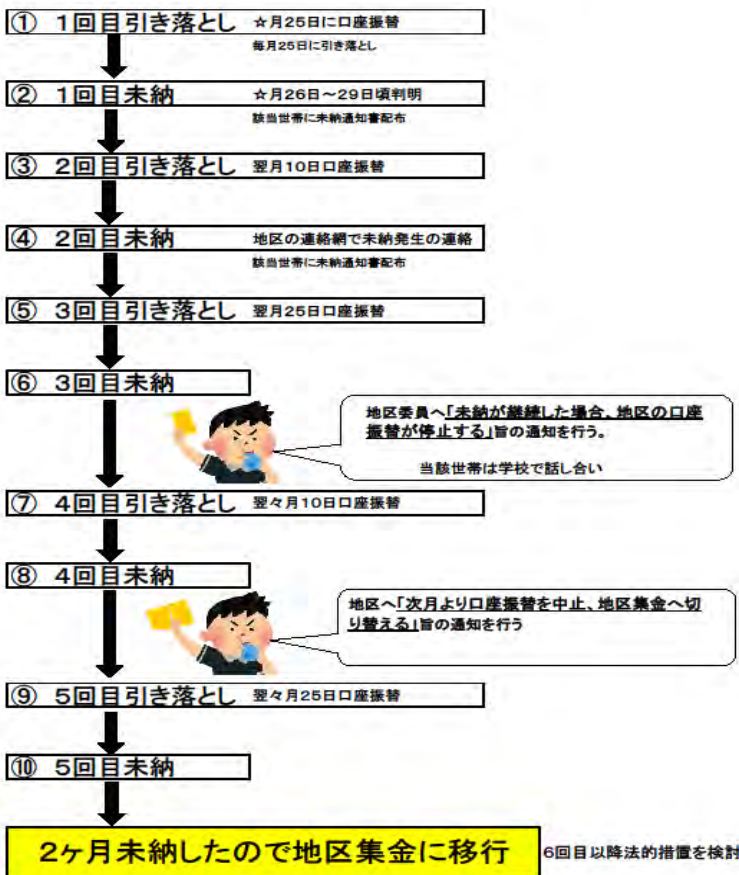 ① 1回目引き落とし ☆月25日に口座振替
毎月25日に引き落とし
② 1回目未納 ☆月26日～29日頃判明
該当世帯に未納通知書配布
③ 2回目引き落とし 翌月10日口座振替
④ 2回目未納 地区の連絡網で未納発生の連絡
該当世帯に未納通知書配布
⑤ 3回目引き落とし 翌月25日口座振替
⑥ 3回目未納
地区委員へ「未納が継続した場合、地区の口座
振替が停止する」旨の通知を行う。
当該世帯は学校で話し合い
⑦ 4回目引き落とし 翌々月10日口座振替
⑧ 4回目未納
地区へ「次月より口座振替を中止、地区集金へ切
り替える」旨の通知を行う
⑨ 5回目引き落とし 翌々月25日口座振替
⑩ 5回目未納
2ヶ月未納したので地区集金に移行 6回目以降法的措置を検討